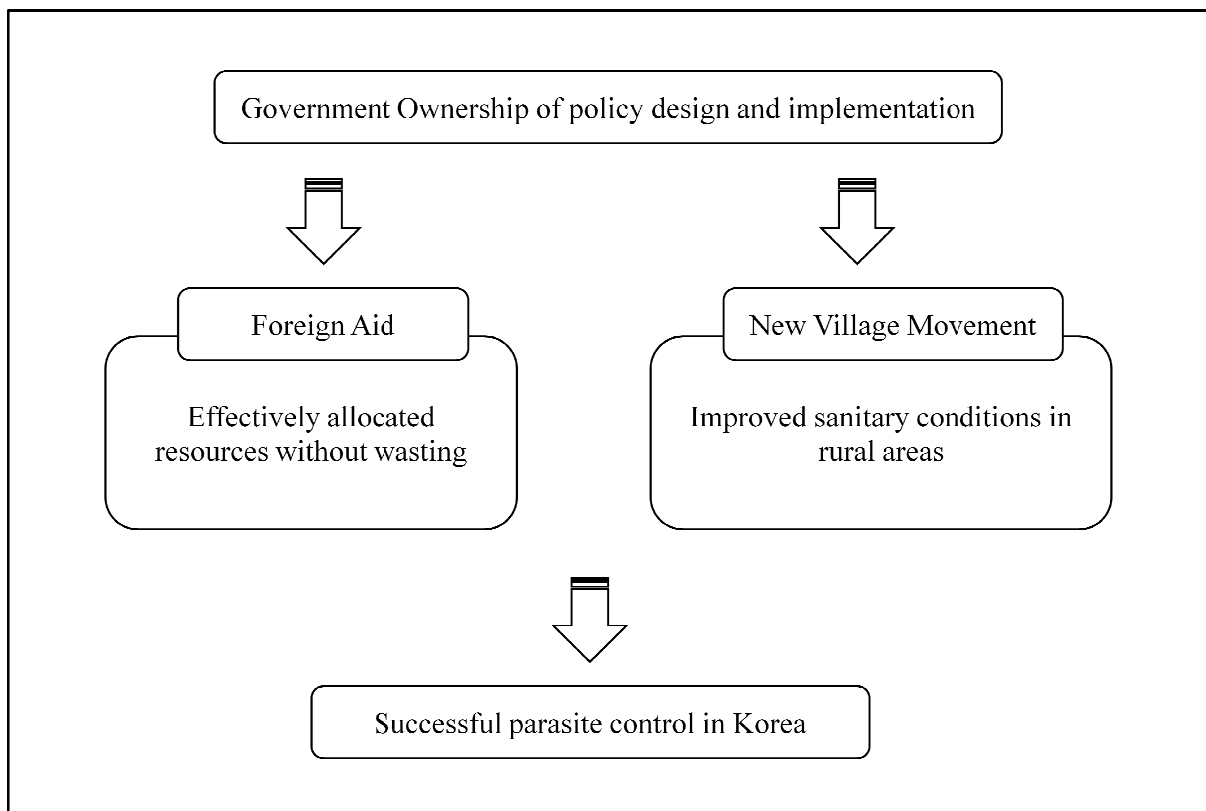 Government Ownership of policy design and implementation
Foreign Aid
Effectively allocated
resources without wasting
New Village Movement
Improved sanitary conditions in
rural areas
Successful parasite control in Korea